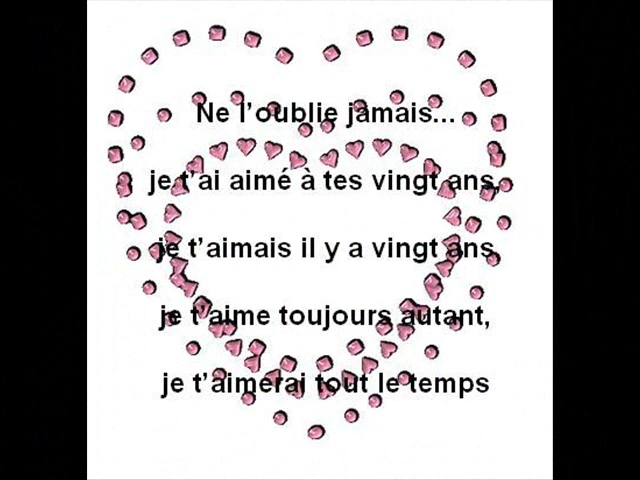 Ne l’oublie jamais...
je t’ai aimé à tes vingt ans,
je t’aimais il y a vingt ans
je t’aime toujours autant,
je t’aimerai tout le temps